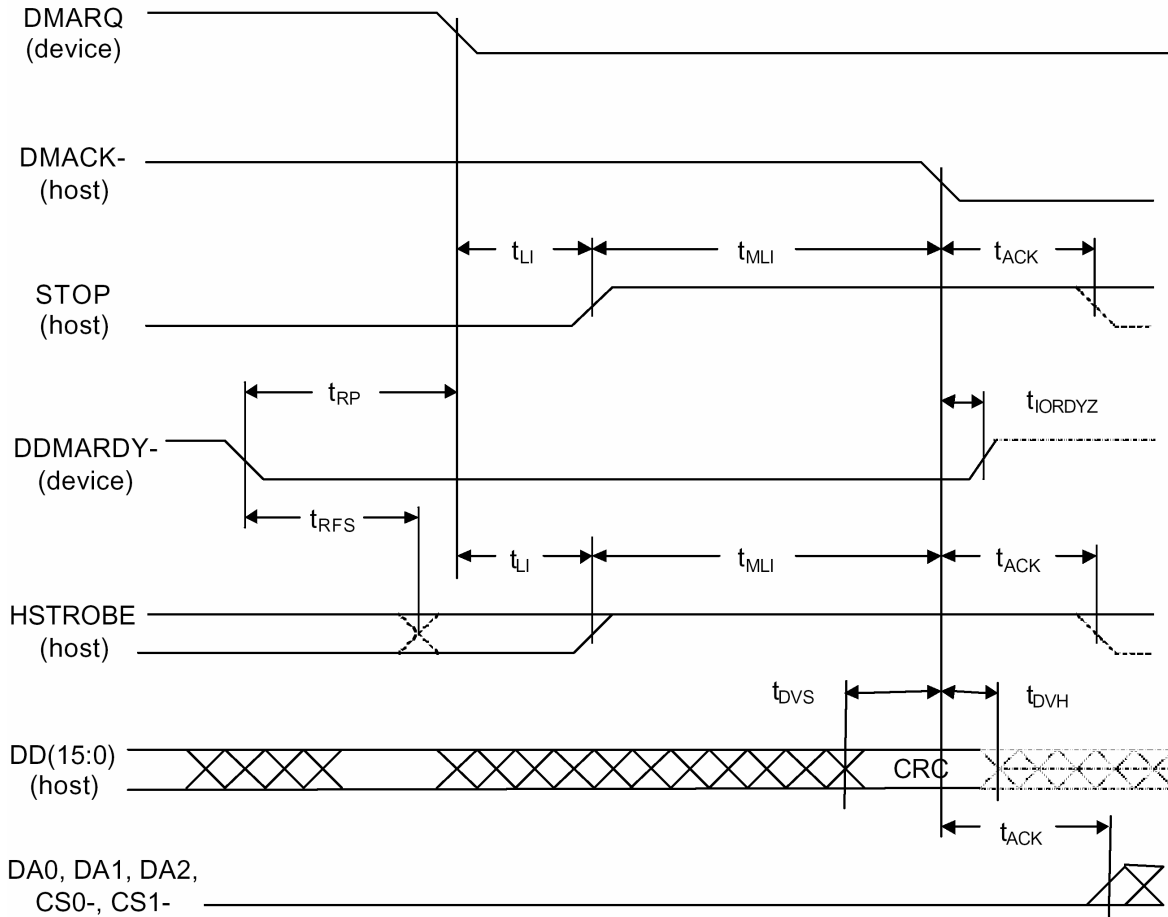 DMARQ
(device)
DMACK-
(host)
tLI
tMLI
tACK
STOP
(host)
tRP
tIORDYZ
DDMARDY-
(device)
tRFS
tLI
tMLI
tACK
HSTROBE
(host)
tDVS
tDVH
DD(15:0)
(host)
CRC
tACK
DA0, DA1, DA2,
CS0-, CS1-